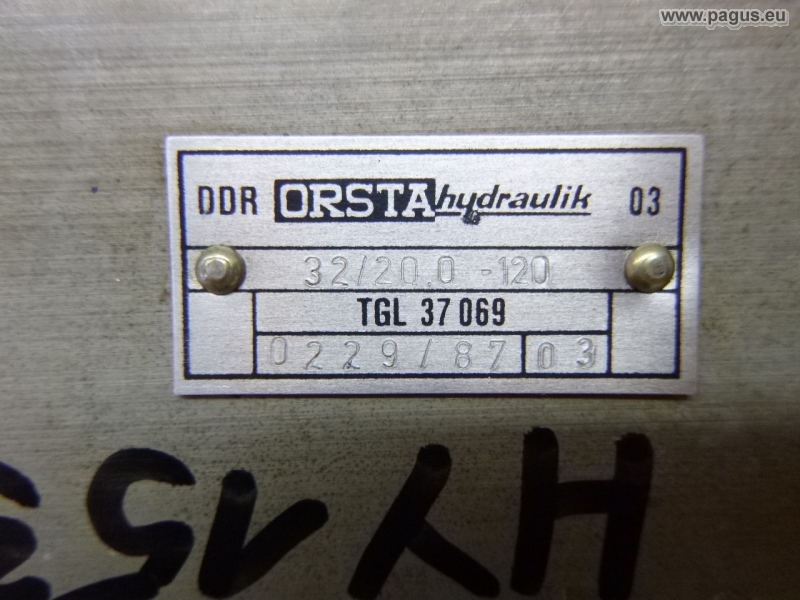 www.pagus.eu
DDR ORSTA hydraulik 03
32/20.0 -120
TGL 37 069
0229/87 03